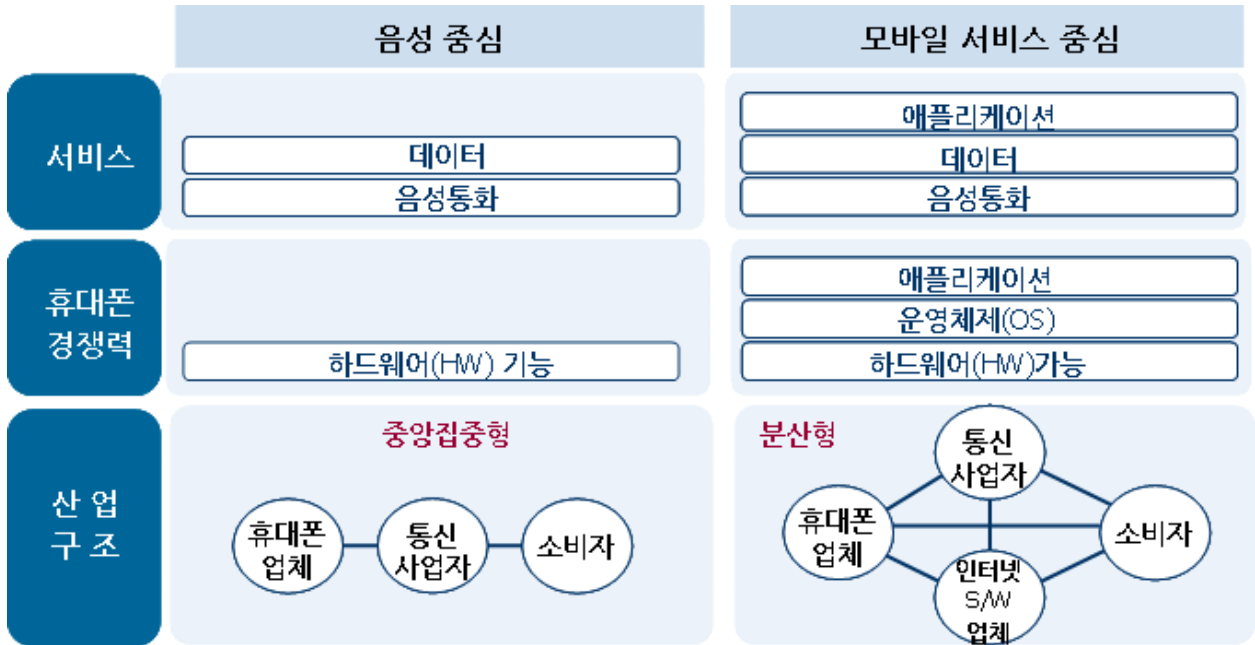 음성 중심
모바일 서비스 중심
서비스
데이터
음성통화
애플리케이션
데이터
음성통화
휴대폰
경쟁력
하드웨어(HW) 기능
애플리케이션
운영체제(OS)
하드웨어(HW)가능
산 업
구 조
중앙집중형
휴대폰
업체
통신
사업자
소비자
분산형
통신
사업자
휴대폰
업체
소비자
인터넷
S/W
업체